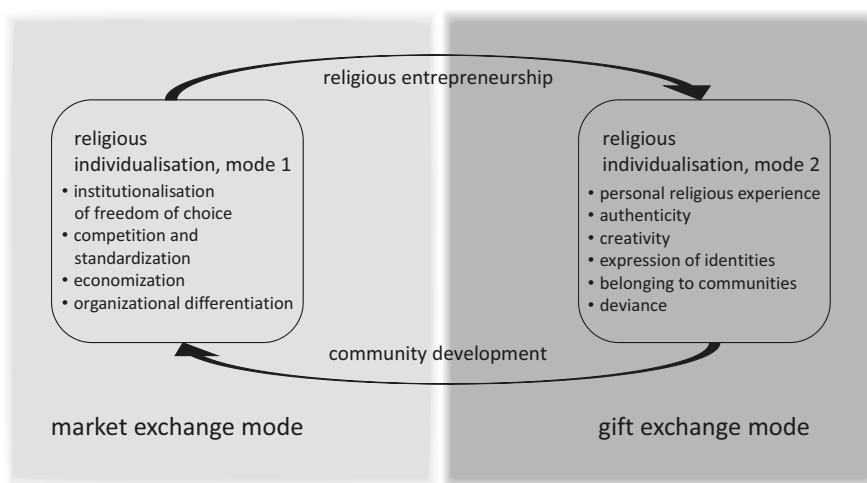 religious entrepreneurship
religious
individualisation, mode 1
• institutionalisation
of freedom of choice
• competition and
standardization
• economization
• organizational differentiation
religious
individualisation, mode 2
• personal religious experience
• authenticity
• creativity
• expression of identities
• belonging to communities
• deviance
community development
market exchange mode
gift exchange mode